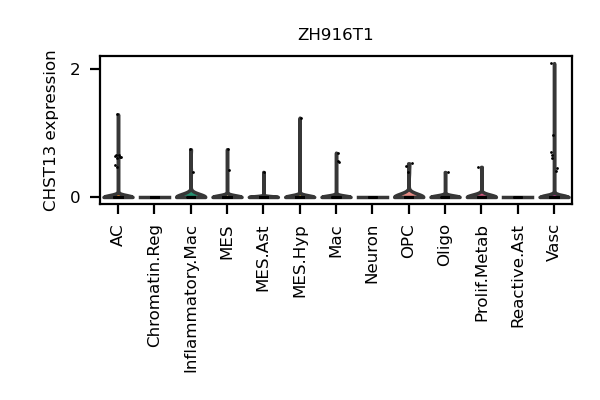 ZH916T1
CHST13 expression
2
0
AC
Chromatin.Reg
Inflammatory.Mac
MES
MES.Ast
MES.Hyp
Mac
Neuron
OPC
Oligo
Prolif.Metab
Reactive.Ast
Vasc